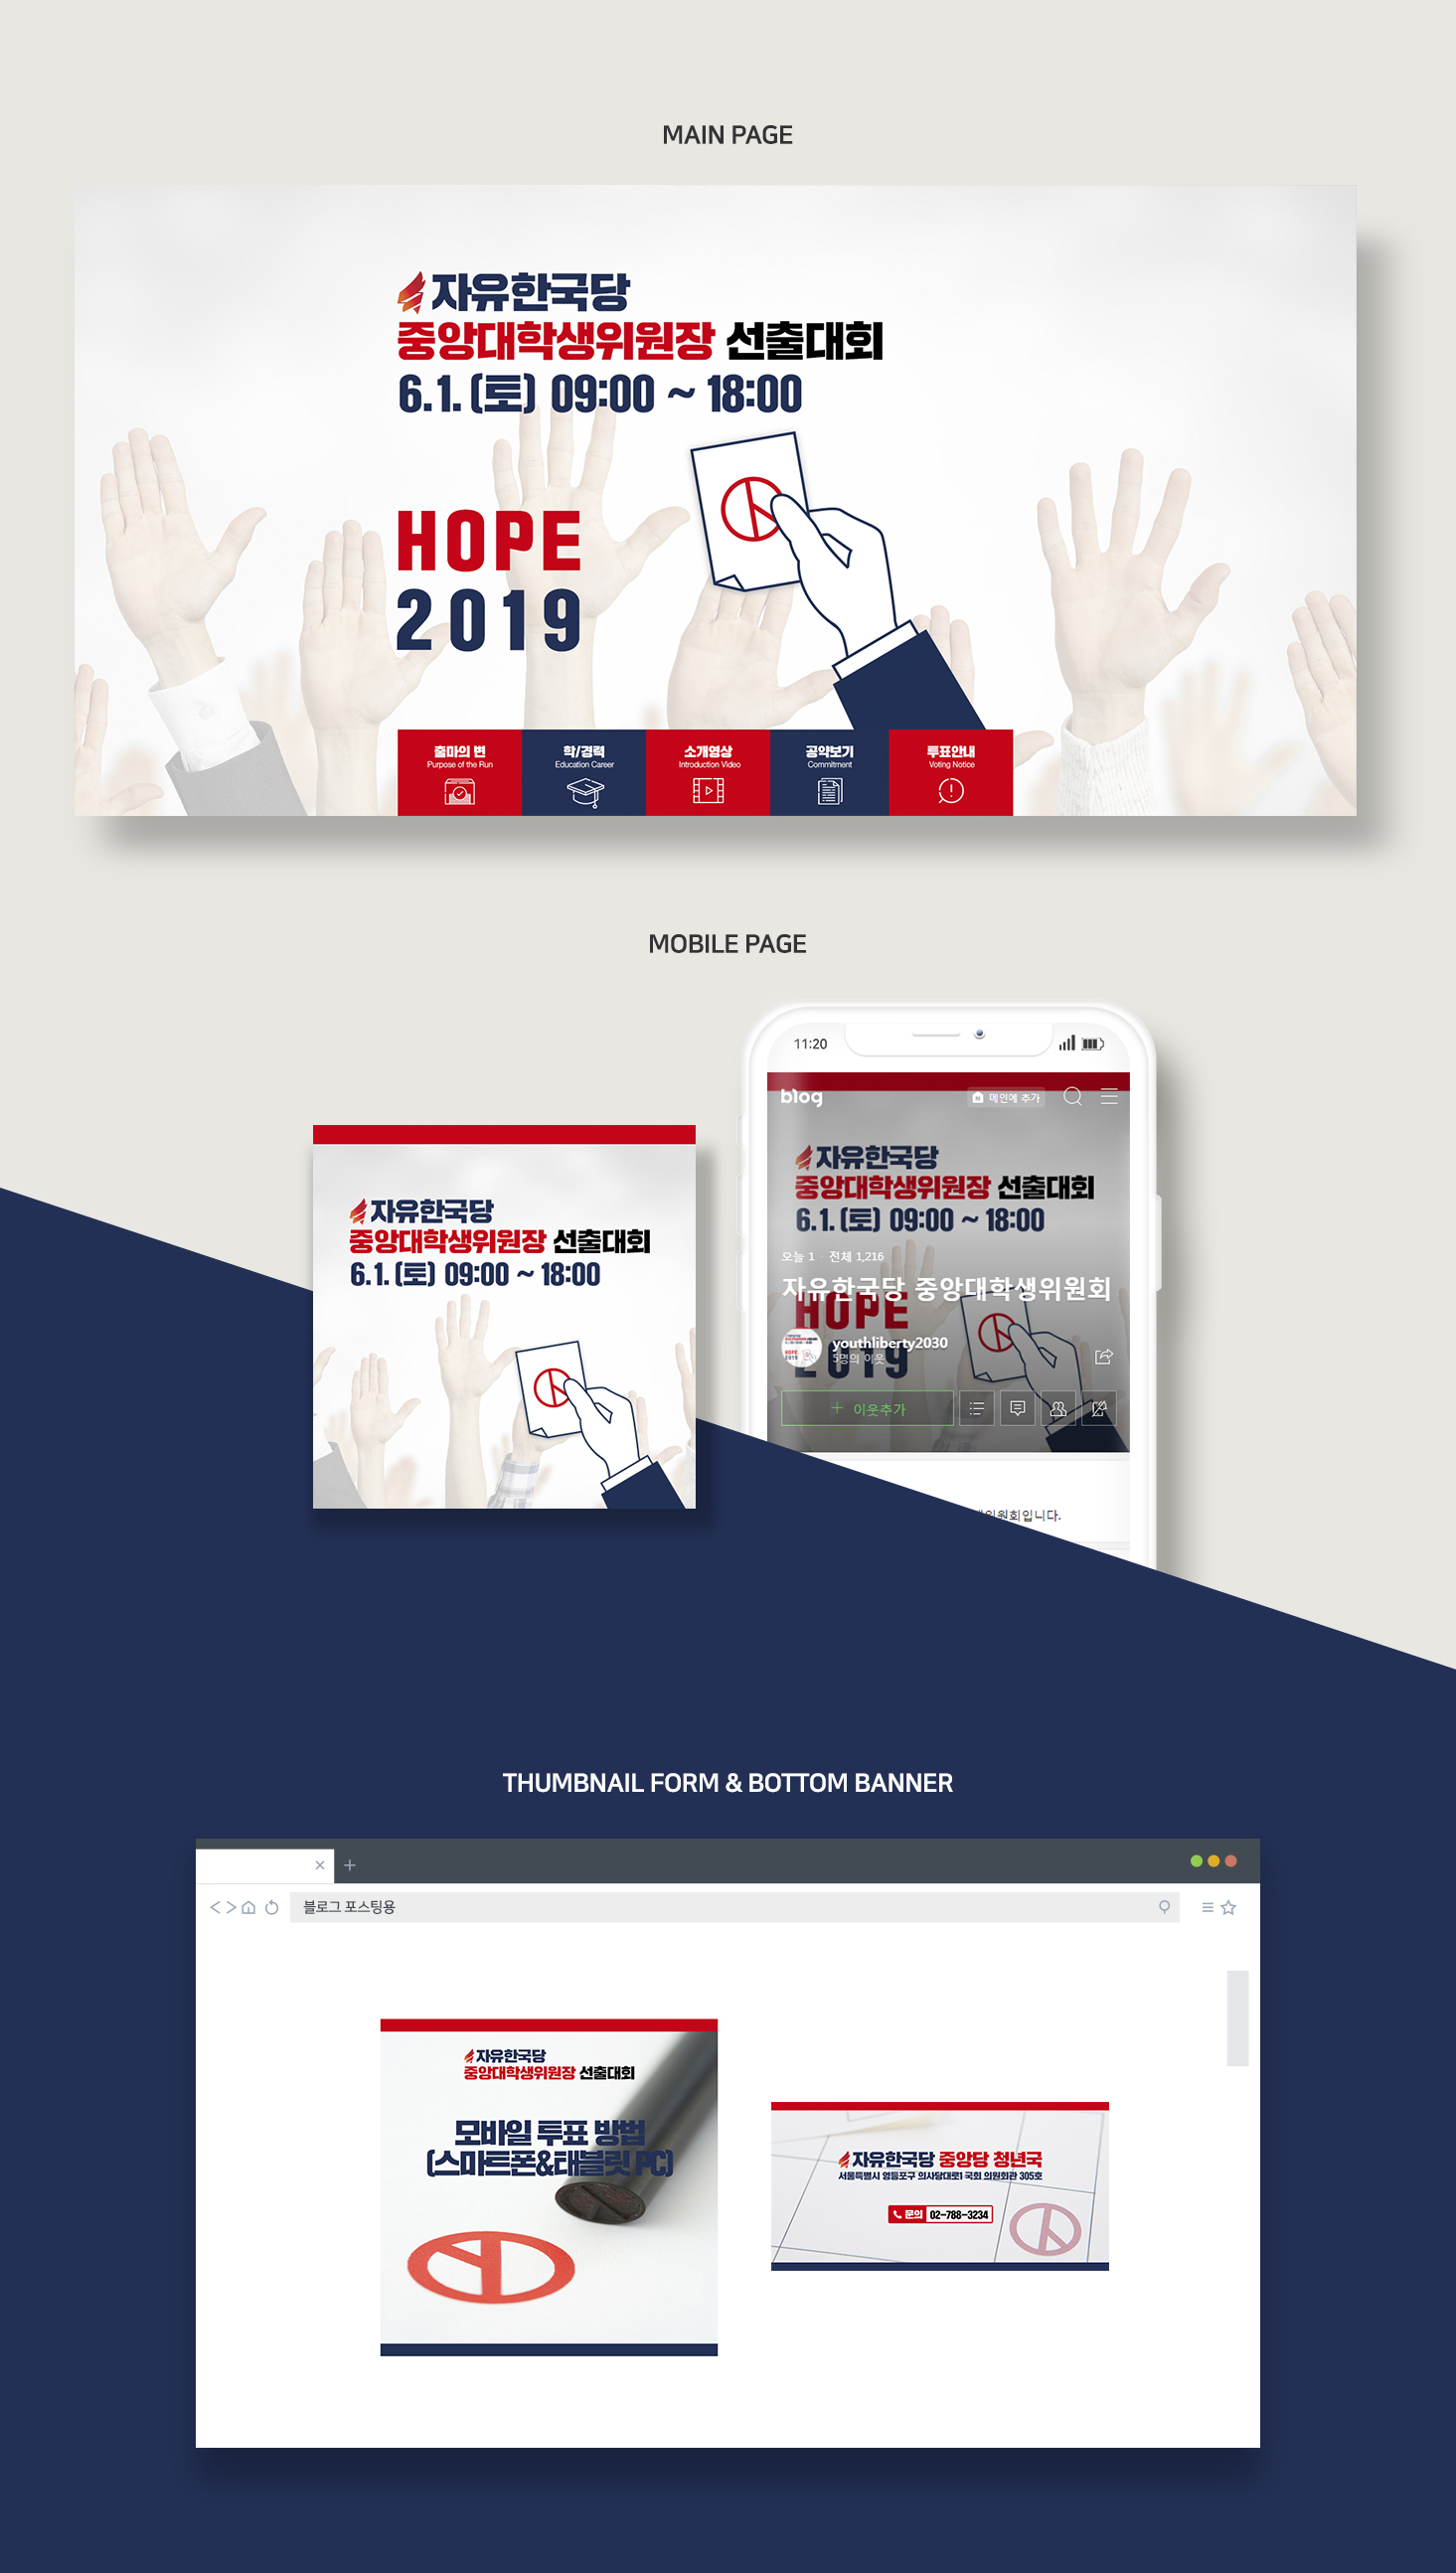 MAIN PAGE
자유한국당
중앙대학생위원장 선출대회
6.1.(토) 09:00 ~ 18:00
HOPE
2019
출마의 변
Purpose of the Run
학/경력
Education Career
소개영상
Introduction Video
공약보기
Commitment
투표안내
Voting Notice
MOBILE PAGE
자유한국당
중앙대학생위원장 선출대회
6.1.(토) 09:00 ~ 18:00
11:20
blog
메인에 추가
자유한국당
중앙대학생위원장 선출대회
6.1.(토) 09:00 ~ 18:00
오늘 1 · 전체 1,216
자유한국당 중앙대학생위원회
HOPE
2019
youthliberty2030
5명의 이웃
+ 이웃추가
위원회입니다.
THUMBNAIL FORM & BOTTOM BANNER
블로그 포스팅용
자유한국당
중앙대학생위원장 선출대회
모바일 투표 방법
(스마트폰&태블릿 PC)
자유한국당 중앙당 청년국
서울특별시 영등포구 의사당대로1 국회 의원회관 305호
문의 02-788-3234